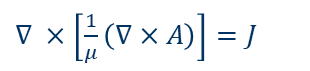 ∇ × [1/μ (∇ × A)] = J